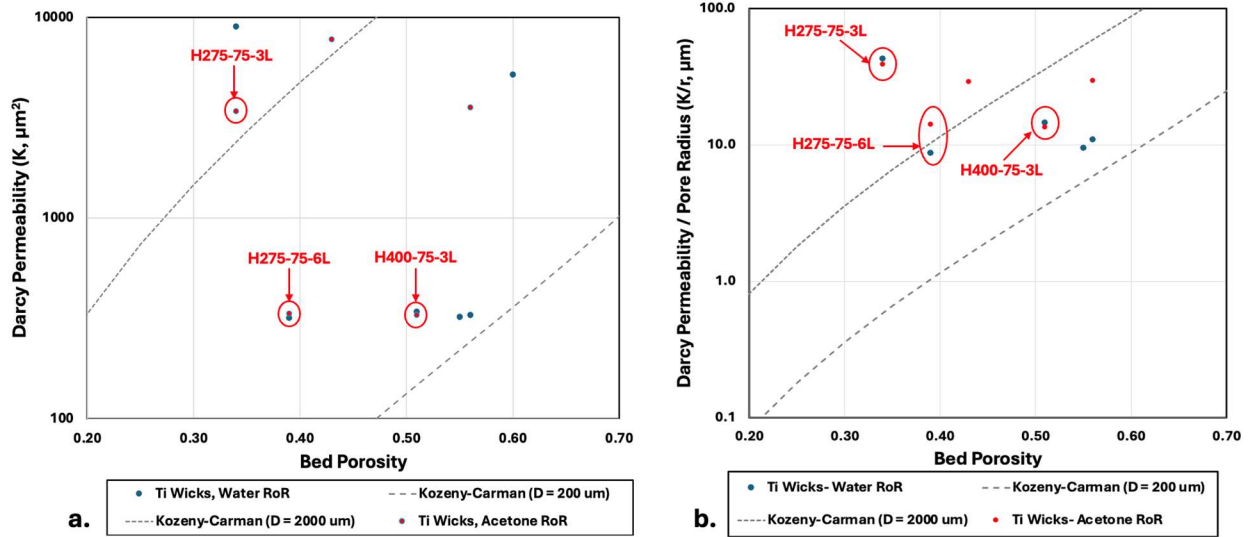 10000
1000
100
Darcy Permeability (K, µm²)
H275-75-3L
H275-75-6L
H400-75-3L
0.20 0.30 0.40 0.50 0.60 0.70
Bed Porosity
Ti Wicks, Water RoR
Kozeny-Carman (D = 200 um)
Kozeny-Carman (D = 2000 um)
Ti Wicks, Acetone RoR
a.
100.0
10.0
1.0
0.1
Darcy Permeability / Pore Radius (K/r, µm)
H275-75-3L
H275-75-6L
H400-75-3L
0.20 0.30 0.40 0.50 0.60 0.70
Bed Porosity
Ti Wicks- Water RoR
Kozeny-Carman (D = 200 um)
Kozeny-Carman (D = 2000 um)
Ti Wicks- Acetone RoR
b.